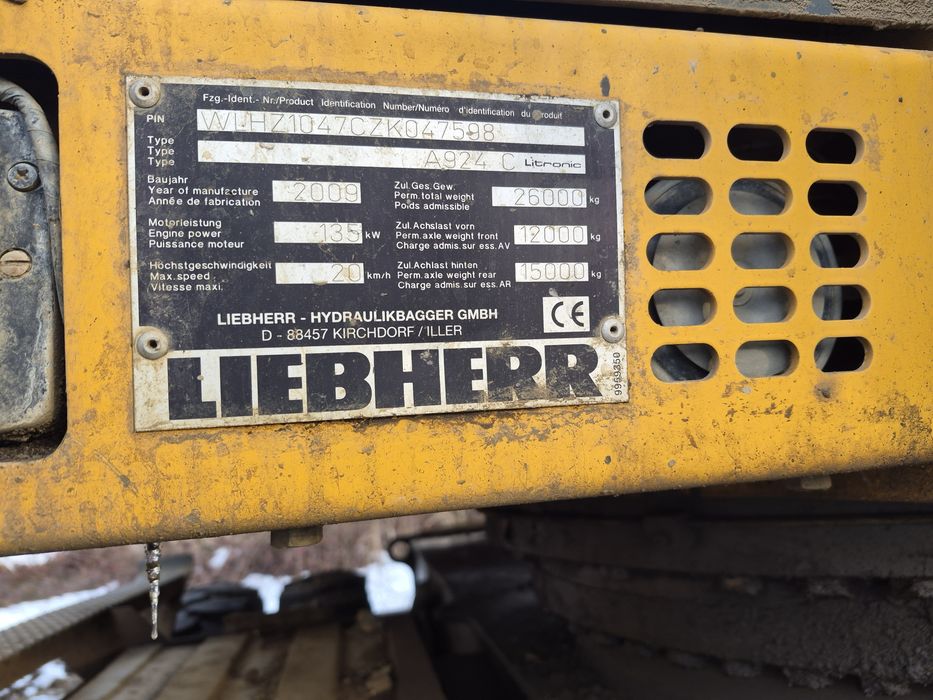 Fzg.-Ident.- Nr./Product Identification Number/Numéro d'identification du produit
PIN WLHZ1047CZK047598
Type
Type A924 C Litronic
Type
Baujahr
Year of manufacture 2009
Année de fabrication
Zul.Ges.Gew.
Perm.total weight 26000 kg
Poids admissible
Motorleistung
Engine power 135 kW
Puissance moteur
Zul.Achslast vorn
Perm.axle weight front 12000 kg
Charge admis.sur ess.AV
Höchstgeschwindigkeit
Max.speed 20 km/h
Vitesse maxi.
Zul.Achslast hinten
Perm.axle weight rear 15000 kg
Charge admis.sur ess.AR
LIEBHERR - HYDRAULIKBAGGER GMBH
D - 88457 KIRCHDORF / ILLER
CE
LIEBHERR
9959350